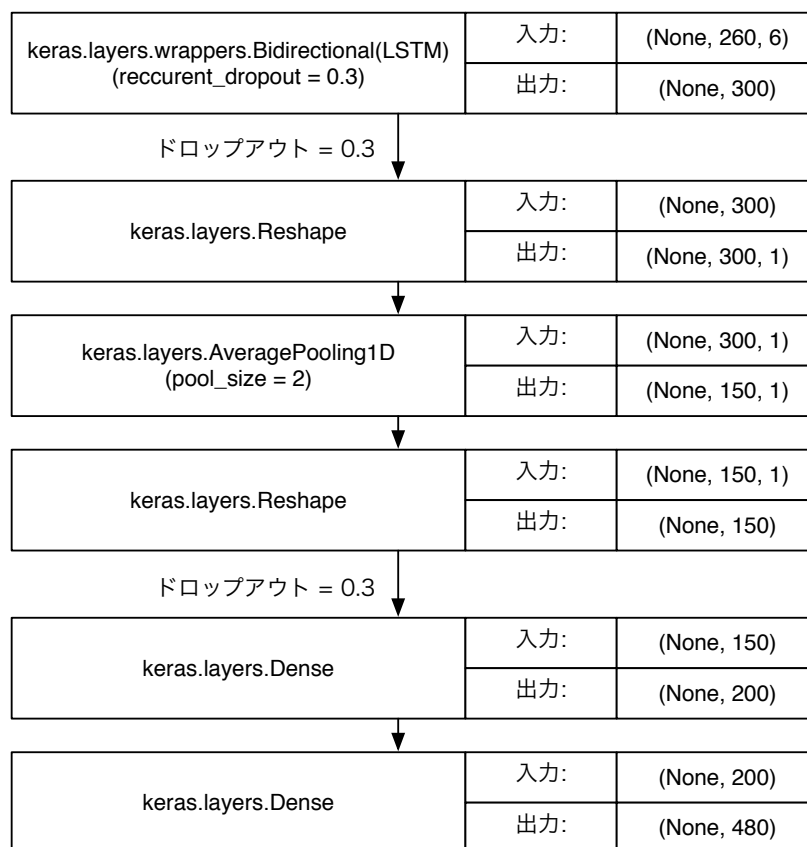 keras.layers.wrappers.Bidirectional(LSTM)
(reccurent_dropout = 0.3)
入力:
(None, 260, 6)
出力:
(None, 300)
ドロップアウト = 0.3
keras.layers.Reshape
入力:
(None, 300)
出力:
(None, 300, 1)
keras.layers.AveragePooling1D
(pool_size = 2)
入力:
(None, 300, 1)
出力:
(None, 150, 1)
keras.layers.Reshape
入力:
(None, 150, 1)
出力:
(None, 150)
ドロップアウト = 0.3
keras.layers.Dense
入力:
(None, 150)
出力:
(None, 200)
keras.layers.Dense
入力:
(None, 200)
出力:
(None, 480)